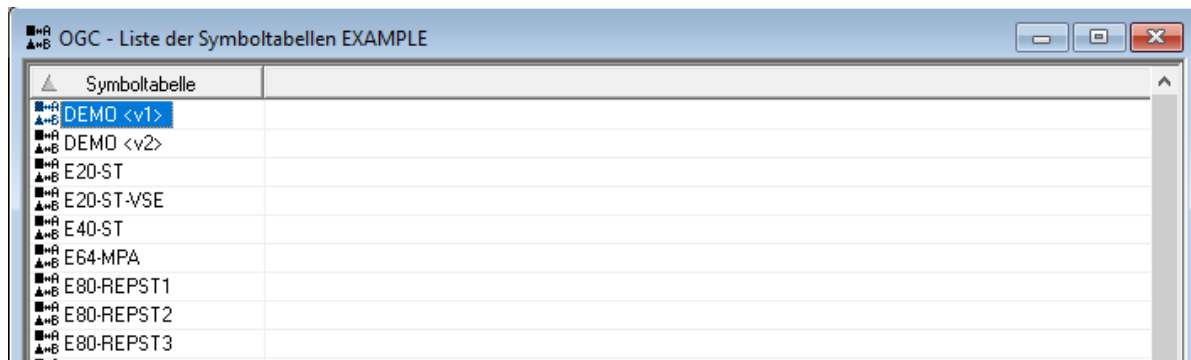 OGC - Liste der Symboltabellen EXAMPLE
Symboltabelle
DEMO <v1>
DEMO <v2>
E20-ST
E20-ST-VSE
E40-ST
E64-MPA
E80-REPST1
E80-REPST2
E80-REPST3